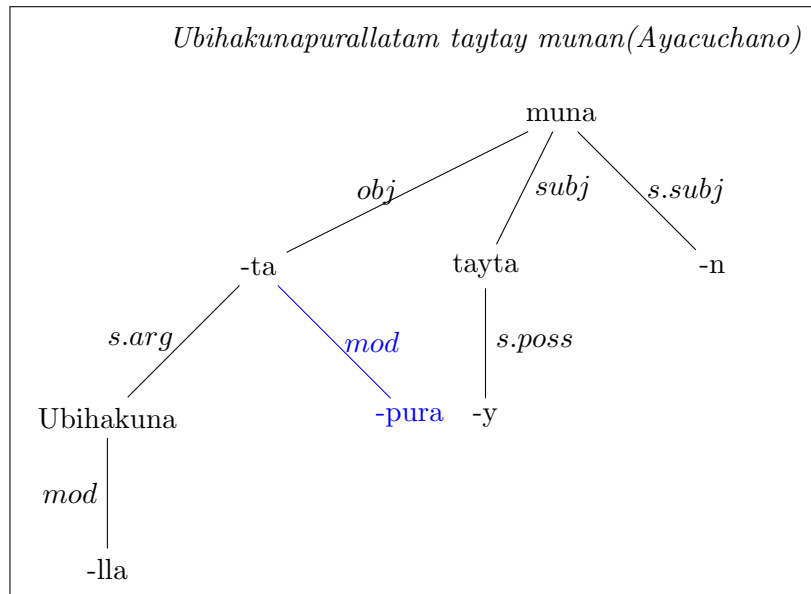 Ubihakunapurallatam taytay munan(Ayacuchano)
muna
obj subj s.subj
-ta tayta -n
s.arg mod s.poss
Ubihakuna -pura -y
mod
-lla